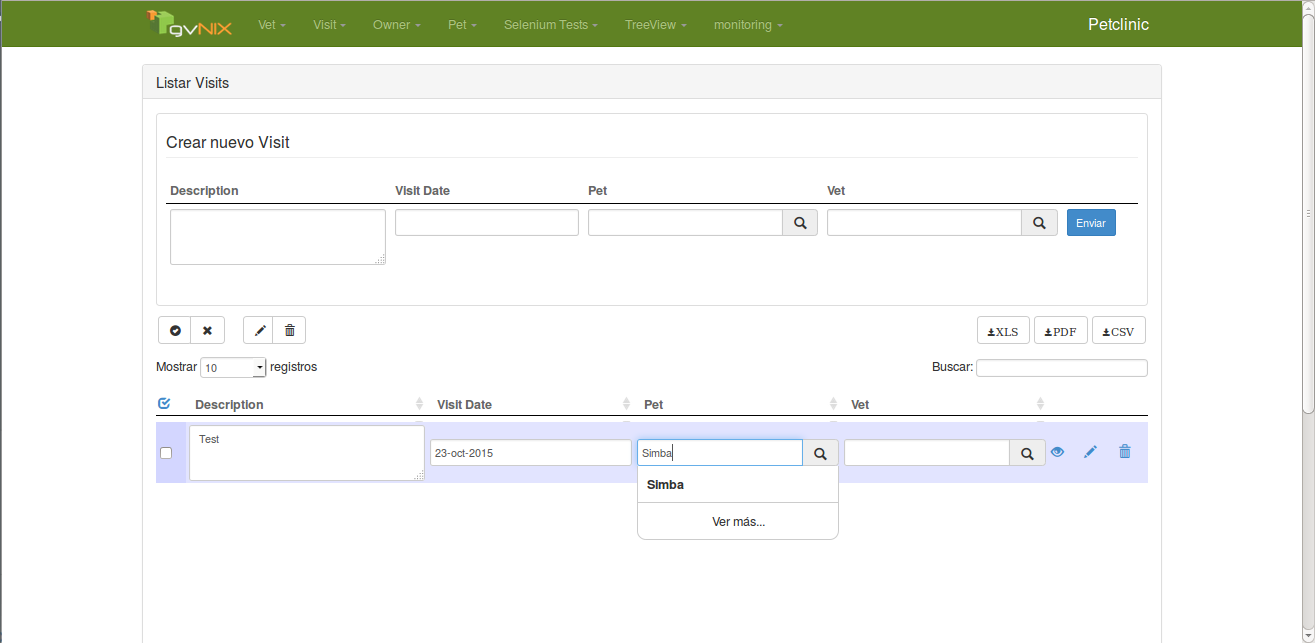 gvNIX Vet Visit Owner Pet Selenium Tests TreeView monitoring Petclinic
Listar Visits
Crear nuevo Visit
Description Visit Date Pet Vet
Enviar
XLS PDF CSV
Mostrar 10 registros Buscar:
Description Visit Date Pet Vet
Test 23-oct-2015 Simba
Simba
Ver más...